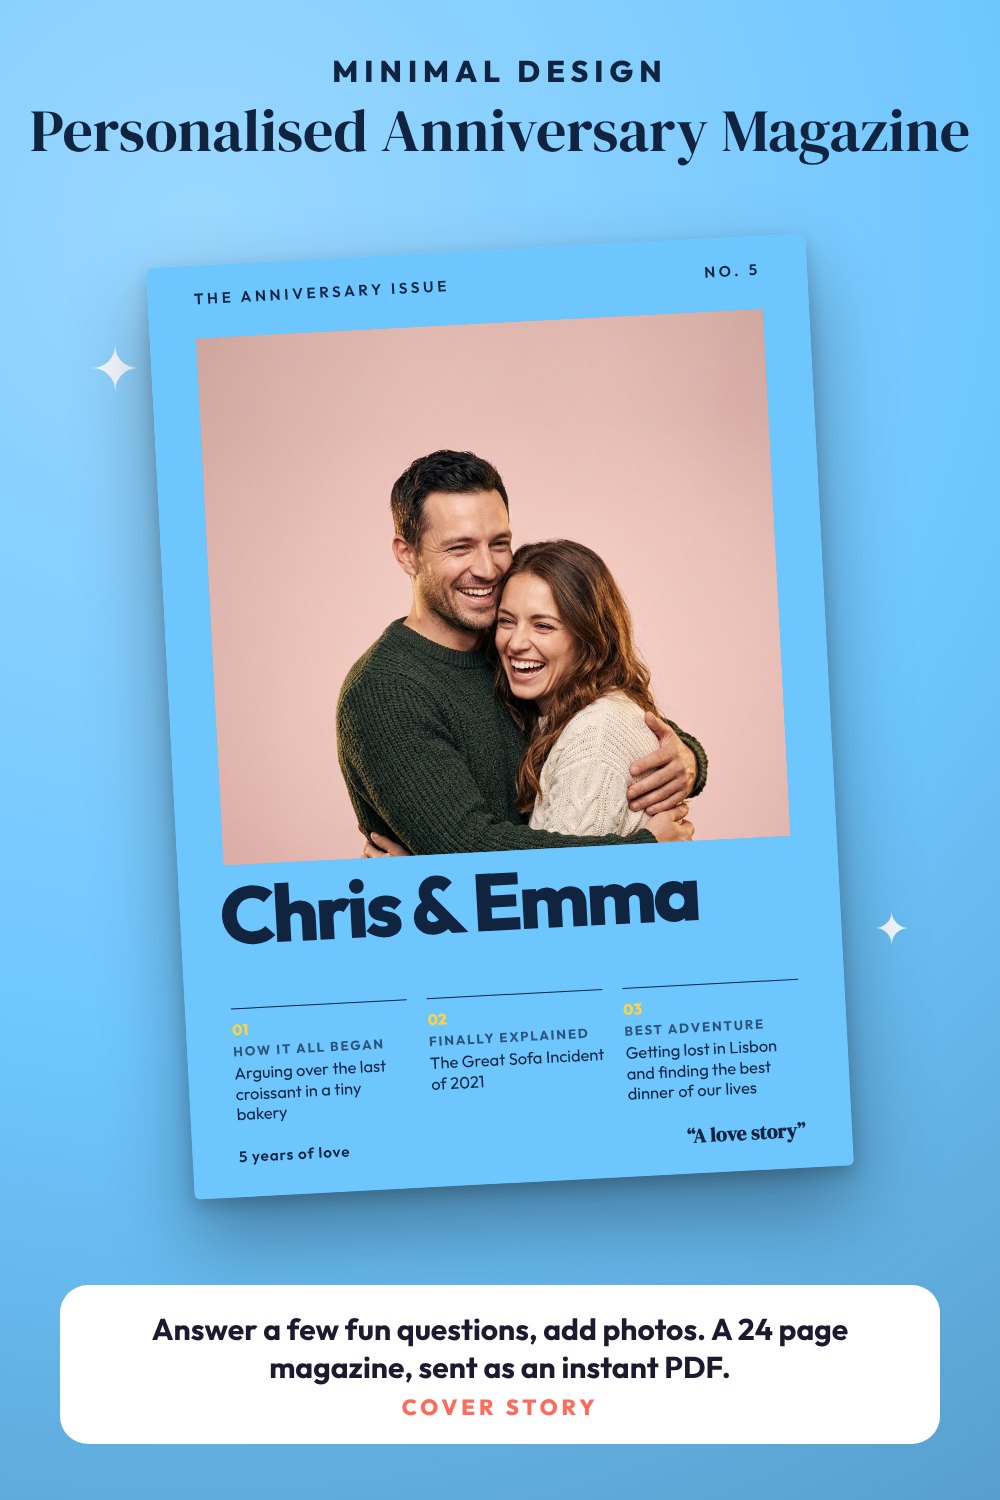 MINIMAL DESIGN
Personalised Anniversary Magazine
THE ANNIVERSARY ISSUE
NO. 5
Chris & Emma
01
HOW IT ALL BEGAN
Arguing over the last
croissant in a tiny
bakery
02
FINALLY EXPLAINED
The Great Sofa Incident
of 2021
03
BEST ADVENTURE
Getting lost in Lisbon
and finding the best
dinner of our lives
5 years of love
“A love story”
Answer a few fun questions, add photos. A 24 page
magazine, sent as an instant PDF.
COVER STORY